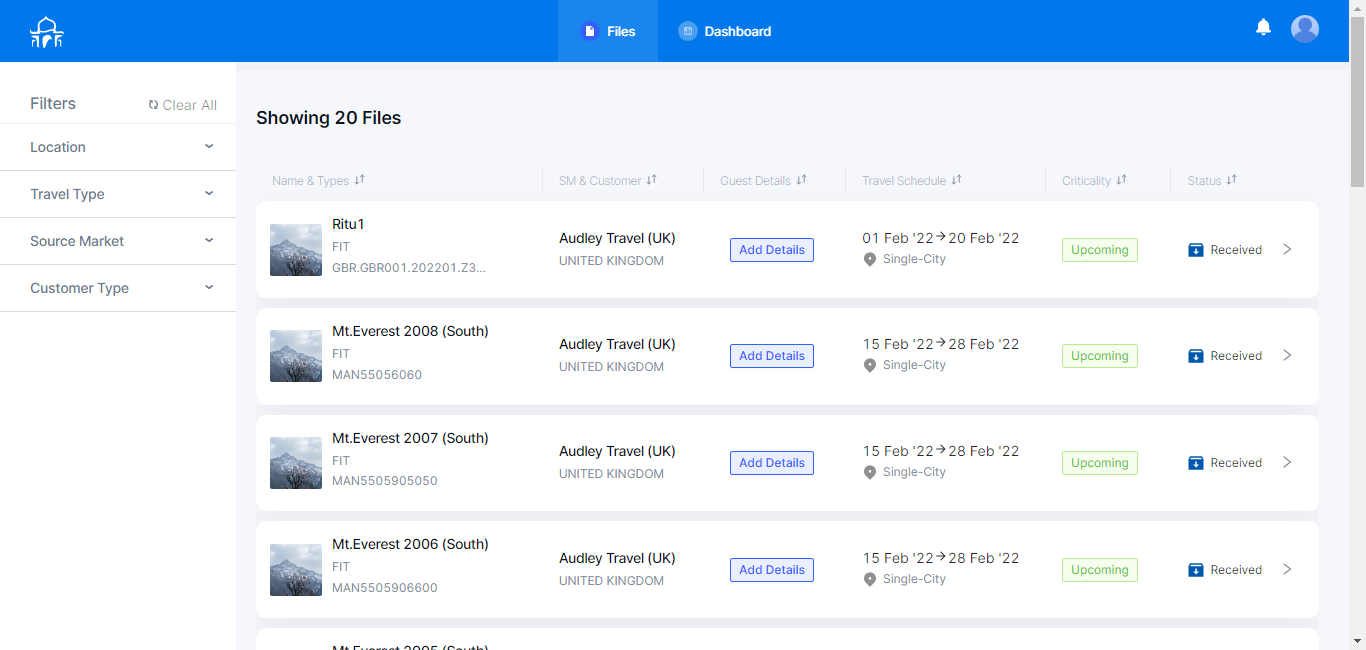 Files
Dashboard
Filters
Clear All
Location
Travel Type
Source Market
Customer Type
Showing 20 Files
Name & Types
SM & Customer
Guest Details
Travel Schedule
Criticality
Status
Ritu1
FIT
GBR.GBR001.202201.Z3...
Audley Travel (UK)
UNITED KINGDOM
Add Details
01 Feb '22→20 Feb '22
Single-City
Upcoming
Received
Mt.Everest 2008 (South)
FIT
MAN55056060
Audley Travel (UK)
UNITED KINGDOM
Add Details
15 Feb '22→28 Feb '22
Single-City
Upcoming
Received
Mt.Everest 2007 (South)
FIT
MAN5505905050
Audley Travel (UK)
UNITED KINGDOM
Add Details
15 Feb '22→28 Feb '22
Single-City
Upcoming
Received
Mt.Everest 2006 (South)
FIT
MAN5505906600
Audley Travel (UK)
UNITED KINGDOM
Add Details
15 Feb '22→28 Feb '22
Single-City
Upcoming
Received
Mt.Everest 2005 (South)